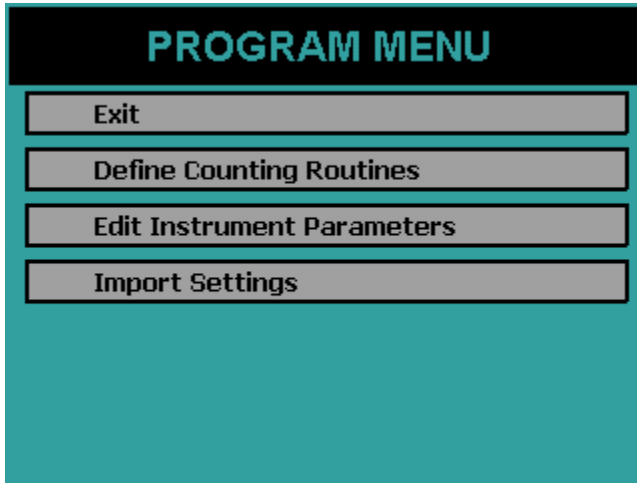 PROGRAM MENU
Exit
Define Counting Routines
Edit Instrument Parameters
Import Settings